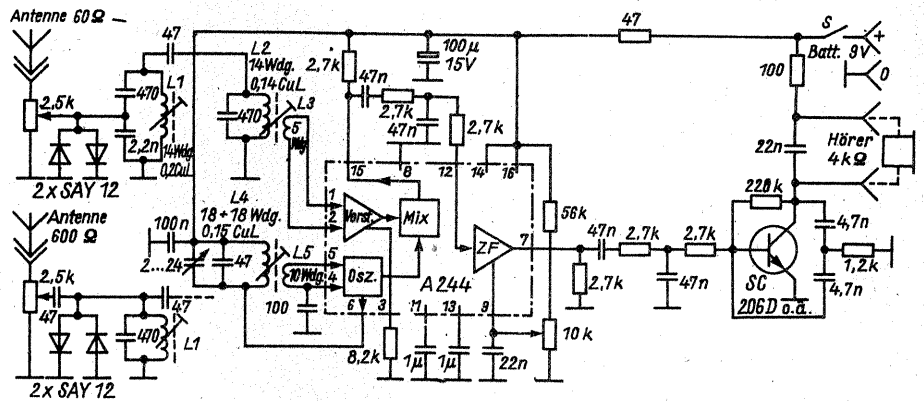 Antenne 60Ω
47
L2
14Wdg.
0,14CuL
L1
470
2,5k
2,2n
14Wdg.
0,2CuL
2x SAY 12
470
L3
5
Wdg.
2,7k
100µ
15V
47n
2,7k
47n
2,7k
47
S
Batt. 9V
+
0
100
22n
Hörer
4kΩ
15
8
12
14
16
1
2
Verst.
Mix
Antenne
600 Ω
100n
L4
18 + 18 Wdg.
0,15 CuL
2...24
47
L5
10Wdg.
100
5
4
Osz.
6
3
A244
11
13
9
ZF
7
56k
10k
8,2k
1µ
1µ
22n
47n
2,7k
2,7k
2,7k
47n
220k
4,7n
4,7n
1,2k
SC
206D o.ä.
2,5k
47
470
47
L1
2x SAY 12